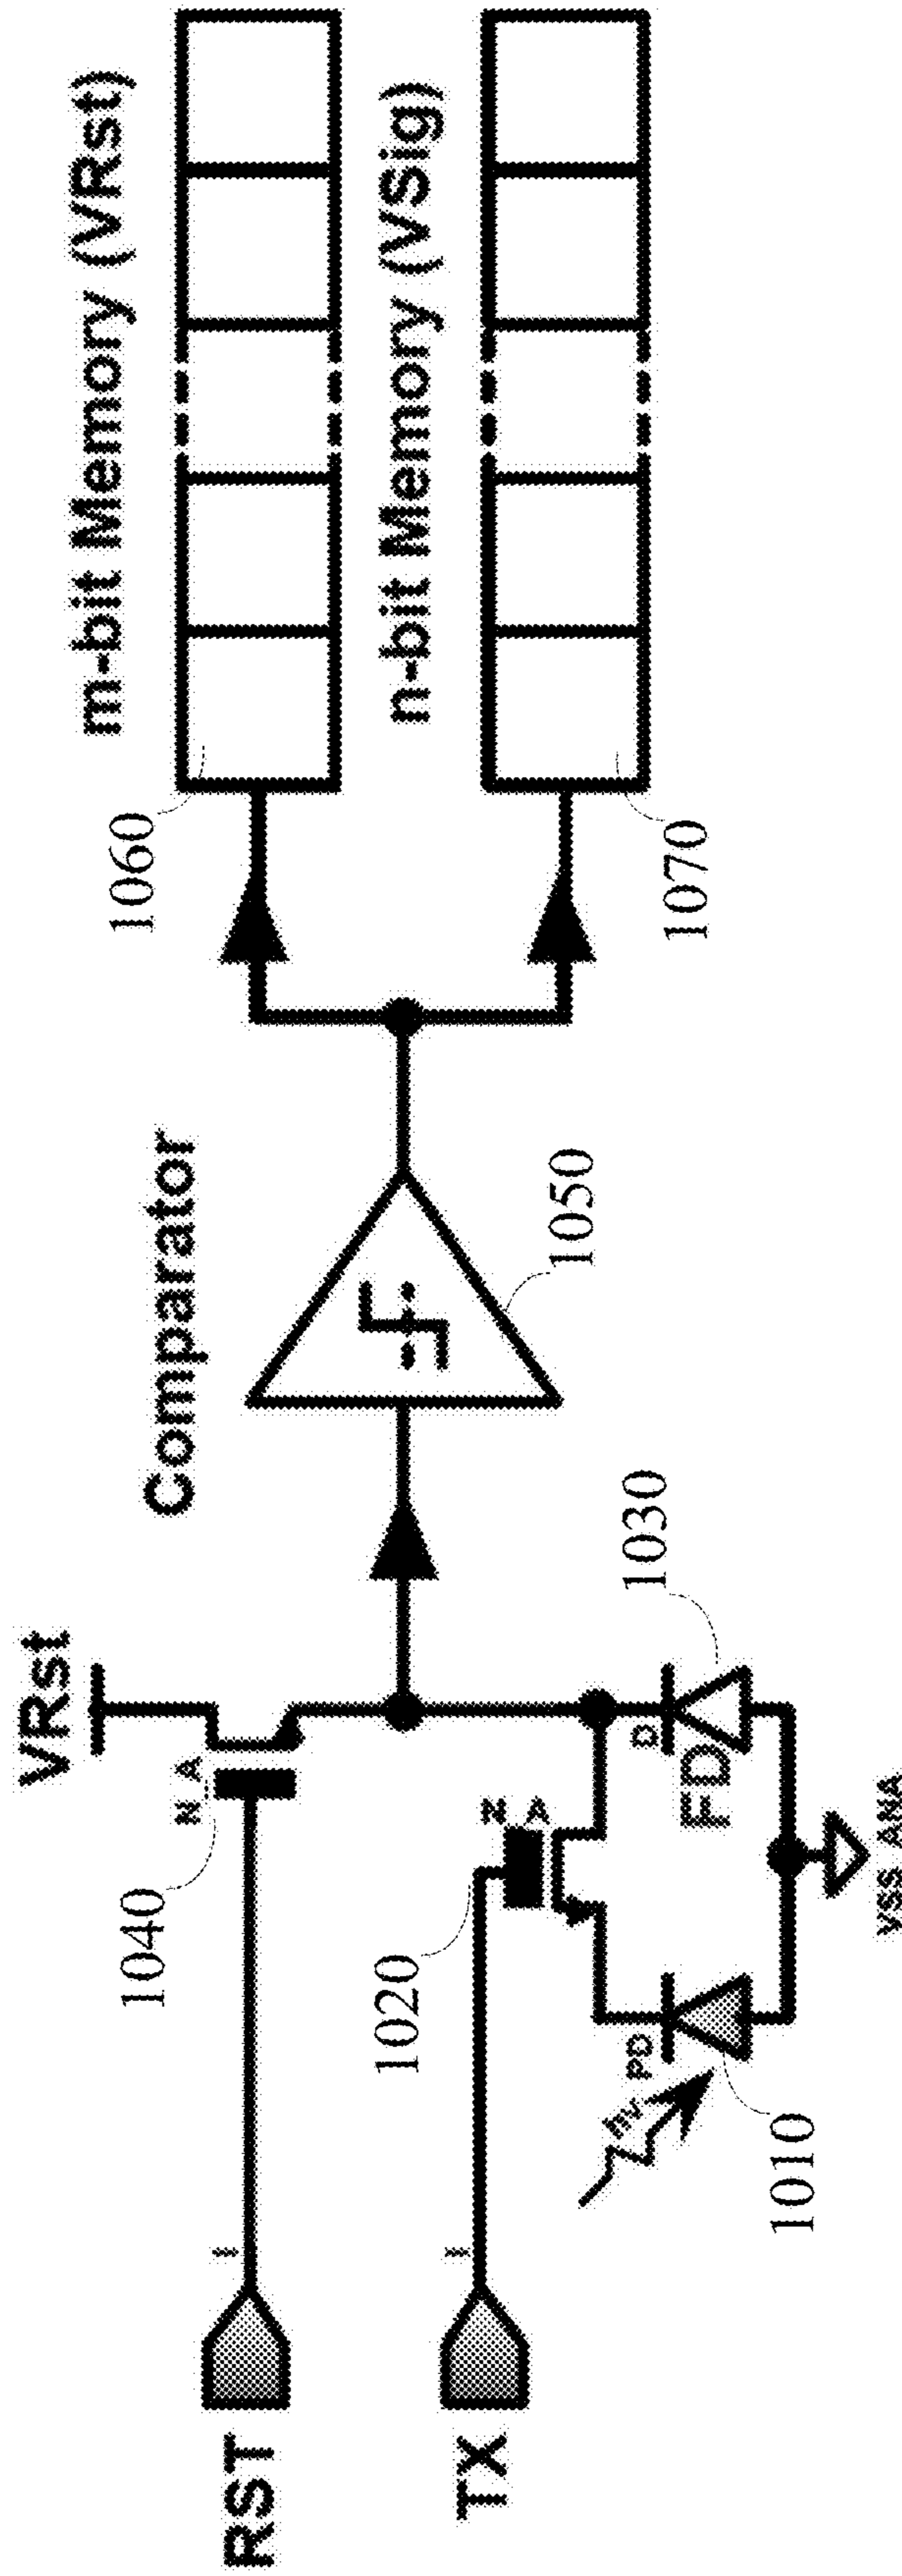 VRst
m-bit Memory (VRst)
1060
Comparator
1040
N_A
RST
I
n-bit Memory (VSig)
1070
1050
1020
N_A
TX
I
1030
D
FD
hv
PD
1010
VSS_ANA